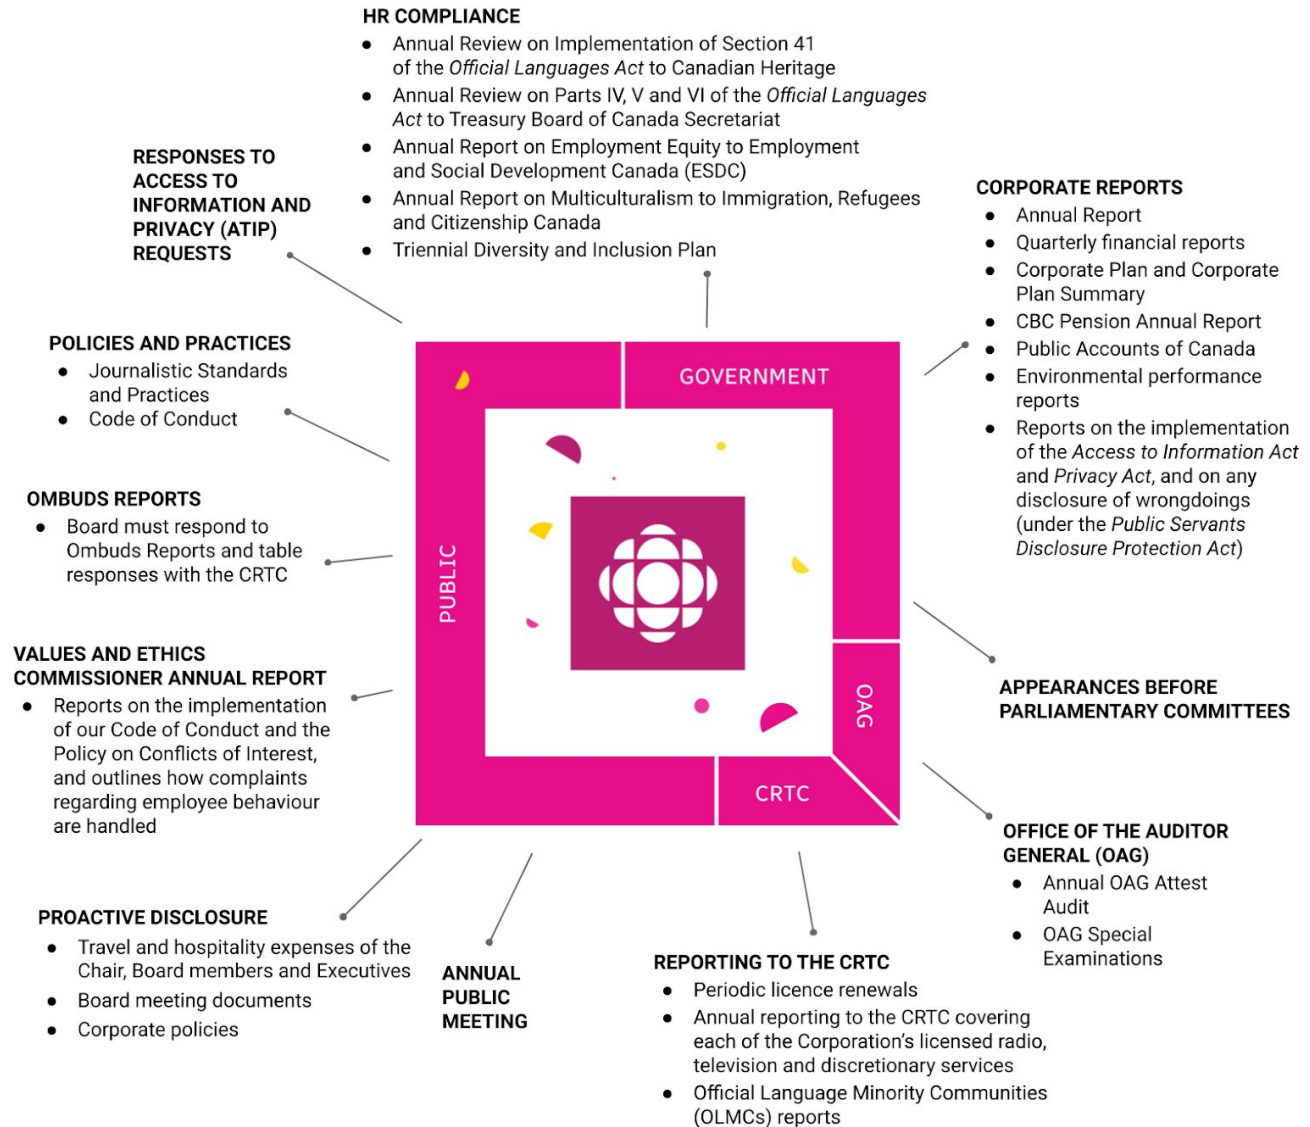 HR COMPLIANCE
● Annual Review on Implementation of Section 41
of the Official Languages Act to Canadian Heritage
● Annual Review on Parts IV, V and VI of the Official Languages
Act to Treasury Board of Canada Secretariat
● Annual Report on Employment Equity to Employment
and Social Development Canada (ESDC)
● Annual Report on Multiculturalism to Immigration, Refugees
and Citizenship Canada
● Triennial Diversity and Inclusion Plan
RESPONSES TO
ACCESS TO
INFORMATION AND
PRIVACY (ATIP)
REQUESTS
CORPORATE REPORTS
● Annual Report
● Quarterly financial reports
● Corporate Plan and Corporate
Plan Summary
● CBC Pension Annual Report
● Public Accounts of Canada
● Environmental performance
reports
● Reports on the implementation
of the Access to Information Act
and Privacy Act, and on any
disclosure of wrongdoings
(under the Public Servants
Disclosure Protection Act)
POLICIES AND PRACTICES
● Journalistic Standards
and Practices
● Code of Conduct
GOVERNMENT
OMBUDS REPORTS
● Board must respond to
Ombuds Reports and table
responses with the CRTC
PUBLIC
VALUES AND ETHICS
COMMISSIONER ANNUAL REPORT
● Reports on the implementation
of our Code of Conduct and the
Policy on Conflicts of Interest,
and outlines how complaints
regarding employee behaviour
are handled
OAG
APPEARANCES BEFORE
PARLIAMENTARY COMMITTEES
CRTC
OFFICE OF THE AUDITOR
GENERAL (OAG)
● Annual OAG Attest
Audit
● OAG Special
Examinations
PROACTIVE DISCLOSURE
● Travel and hospitality expenses of the
Chair, Board members and Executives
● Board meeting documents
● Corporate policies
ANNUAL
PUBLIC
MEETING
REPORTING TO THE CRTC
● Periodic licence renewals
● Annual reporting to the CRTC covering
each of the Corporation’s licensed radio,
television and discretionary services
● Official Language Minority Communities
(OLMCs) reports